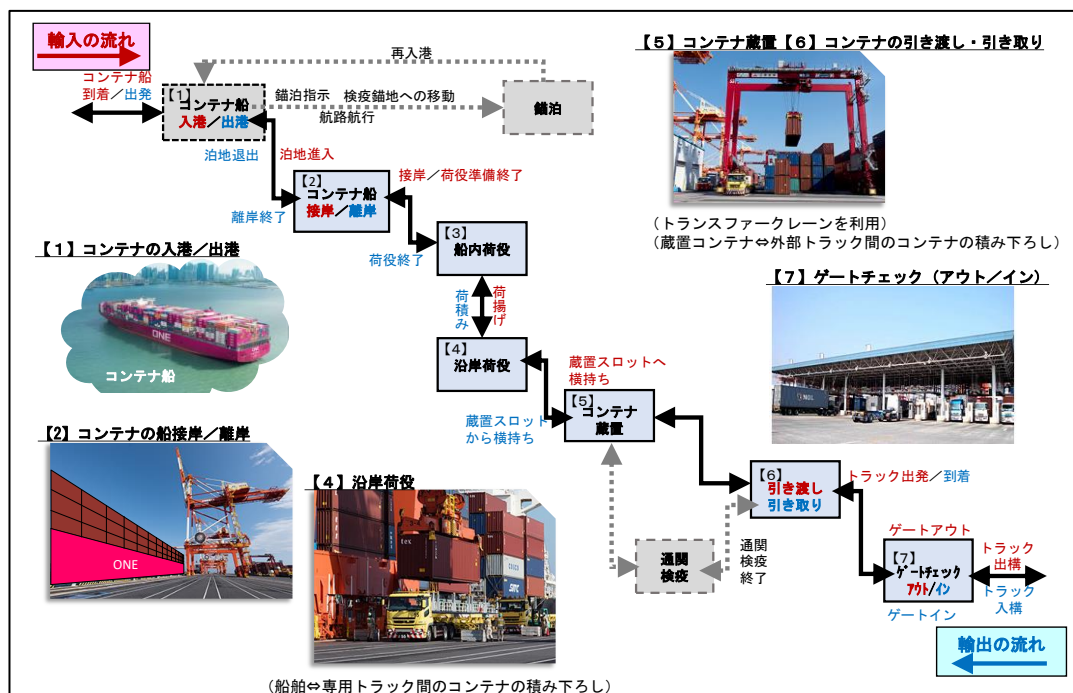 輸入の流れ
コンテナ船
到着/出発
【1】
コンテナ船
入港/出港
再入港
錨泊指示　検疫錨地への移動
航路航行
錨泊
泊地退出
泊地進入
【2】
コンテナ船
接岸/離岸
離岸終了
接岸/荷役準備終了
【3】
船内荷役
荷役終了
荷積み
荷揚げ
【4】
沿岸荷役
蔵置スロットへ
横持ち
蔵置スロット
から横持ち
【5】
コンテナ
蔵置
【6】
引き渡し
引き取り
通関
検疫
通関
検疫
終了
トラック出発/到着
ゲートアウト
【7】
ｹﾞｰﾄﾁｪｯｸ
ｱｳﾄ/ｲﾝ
ゲートイン
トラック
出構
トラック
入構
輸出の流れ
【1】コンテナの入港/出港
ONE
コンテナ船
【2】コンテナの船接岸/離岸
ONE
【4】沿岸荷役
tex
(船舶⇔専用トラック間のコンテナの積み下ろし)
【5】コンテナ蔵置【6】コンテナの引き渡し・引き取り
(トランスファークレーンを利用)
(蔵置コンテナ⇔外部トラック間のコンテナの積み下ろし)
【7】ゲートチェック(アウト/イン)